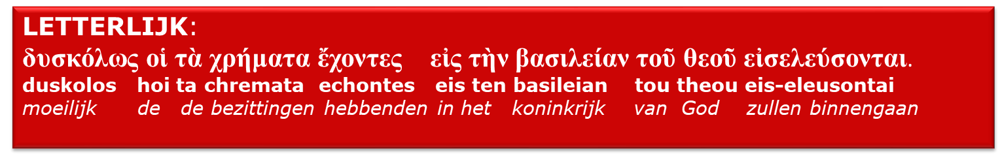 LETTERLIJK:
δυσκόλως οἱ τὰ χρήματα ἔχοντες εἰς τὴν βασιλείαν τοῦ θεοῦ εἰσελεύσονται.
duskolos hoi ta chremata echontes eis ten basileian tou theou eis-eleusontai
moeilijk de de bezittingen hebbenden in het koninkrijk van God zullen binnengaan